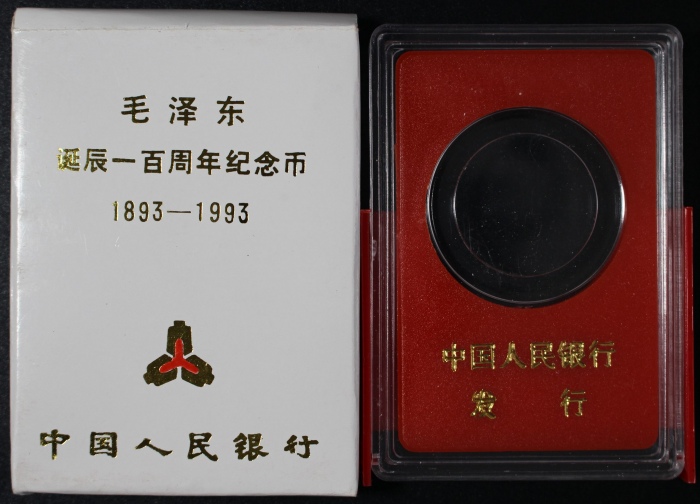 毛泽东
诞辰一百周年纪念币
1893—1993
中国人民银行
中国人民银行
发行